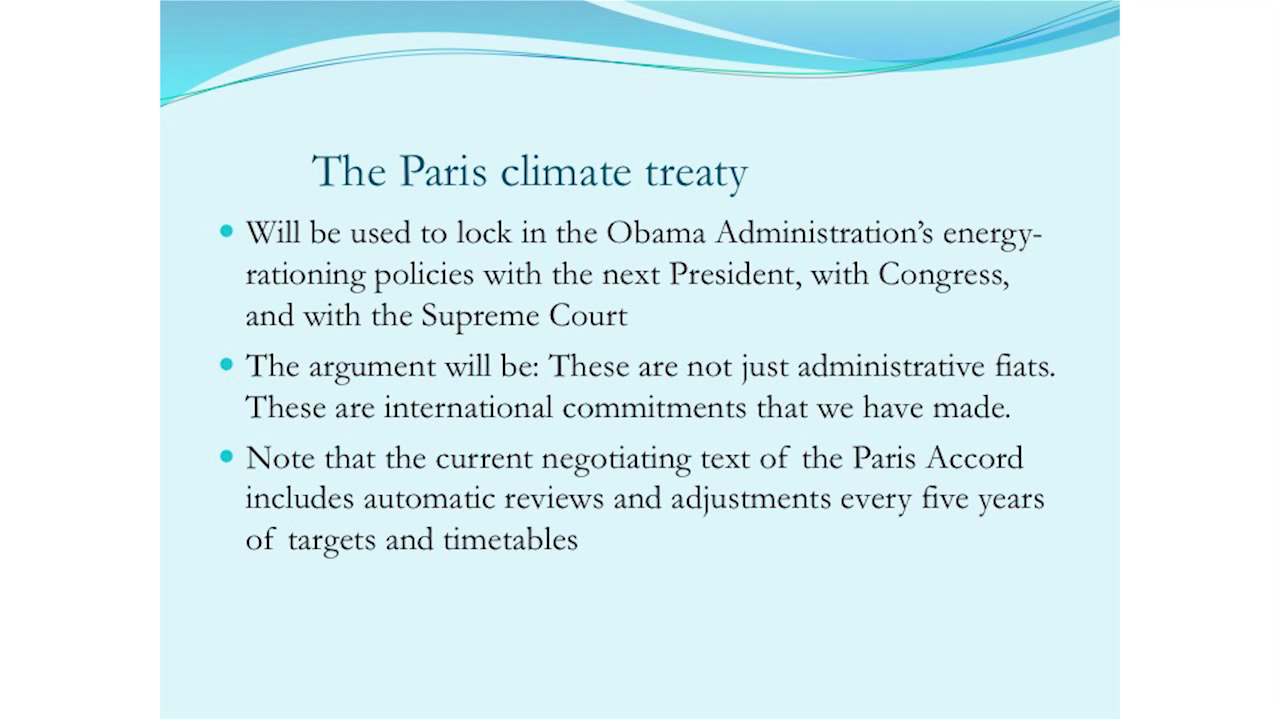 The Paris climate treaty
Will be used to lock in the Obama Administration’s energy-
rationing policies with the next President, with Congress,
and with the Supreme Court
The argument will be: These are not just administrative fiats.
These are international commitments that we have made.
Note that the current negotiating text of the Paris Accord
includes automatic reviews and adjustments every five years
of targets and timetables